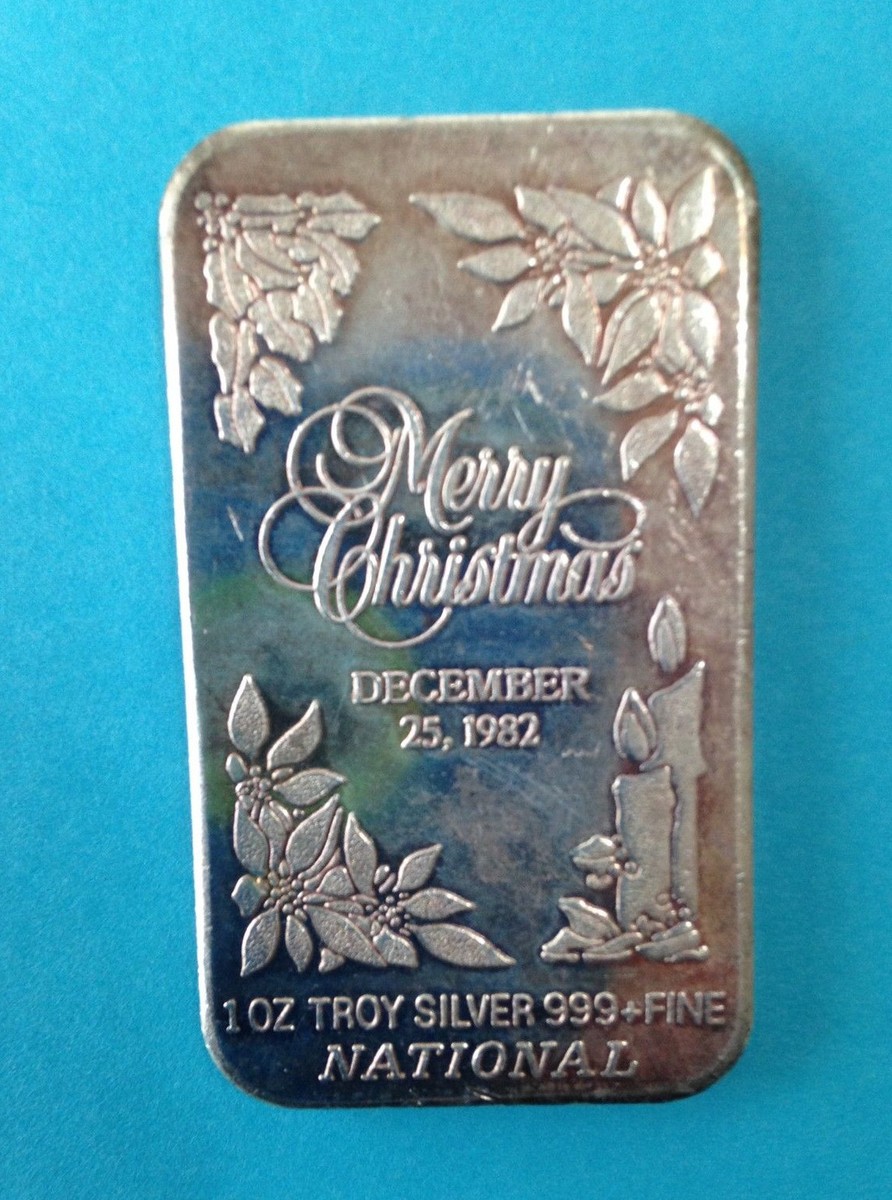 Merry
Christmas
DECEMBER
25, 1982
1 OZ TROY SILVER 999+FINE
NATIONAL